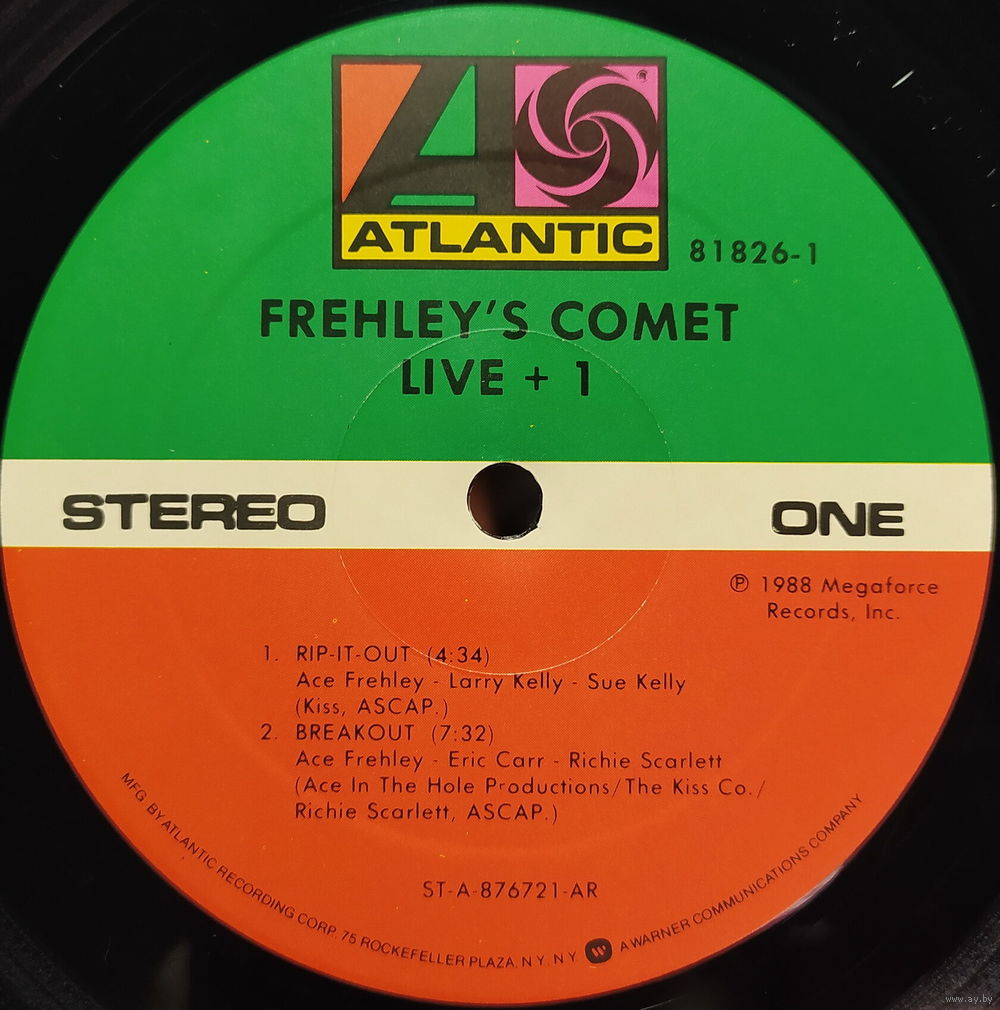 ATLANTIC
81826-1
FREHLEY'S COMET
LIVE + 1
STEREO
ONE
℗ 1988 Megaforce
Records, Inc.
1. RIP-IT-OUT (4:34)
Ace Frehley - Larry Kelly - Sue Kelly
(Kiss, ASCAP.)
2. BREAKOUT (7:32)
Ace Frehley - Eric Carr - Richie Scarlett
(Ace In The Hole Productions/The Kiss Co./
Richie Scarlett, ASCAP.)
ST-A-876721-AR
MFG. BY ATLANTIC RECORDING CORP. 75 ROCKEFELLER PLAZA, N.Y. N.Y. A WARNER COMMUNICATIONS COMPANY
www.ay.by